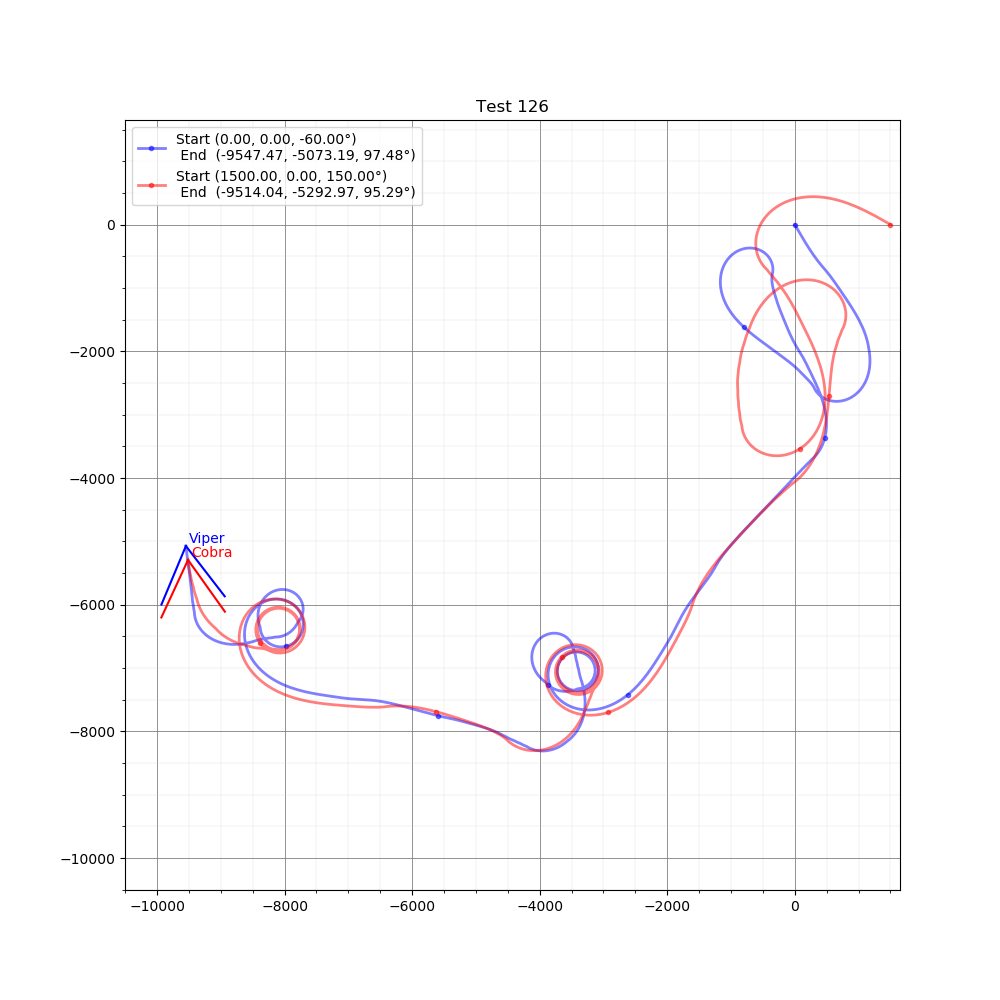 Test 126
Start (0.00, 0.00, -60.00°)
End (-9547.47, -5073.19, 97.48°)
Start (1500.00, 0.00, 150.00°)
End (-9514.04, -5292.97, 95.29°)
0
−2000
−4000
Viper
Cobra
−6000
−8000
−10000
−10000 −8000 −6000 −4000 −2000 0